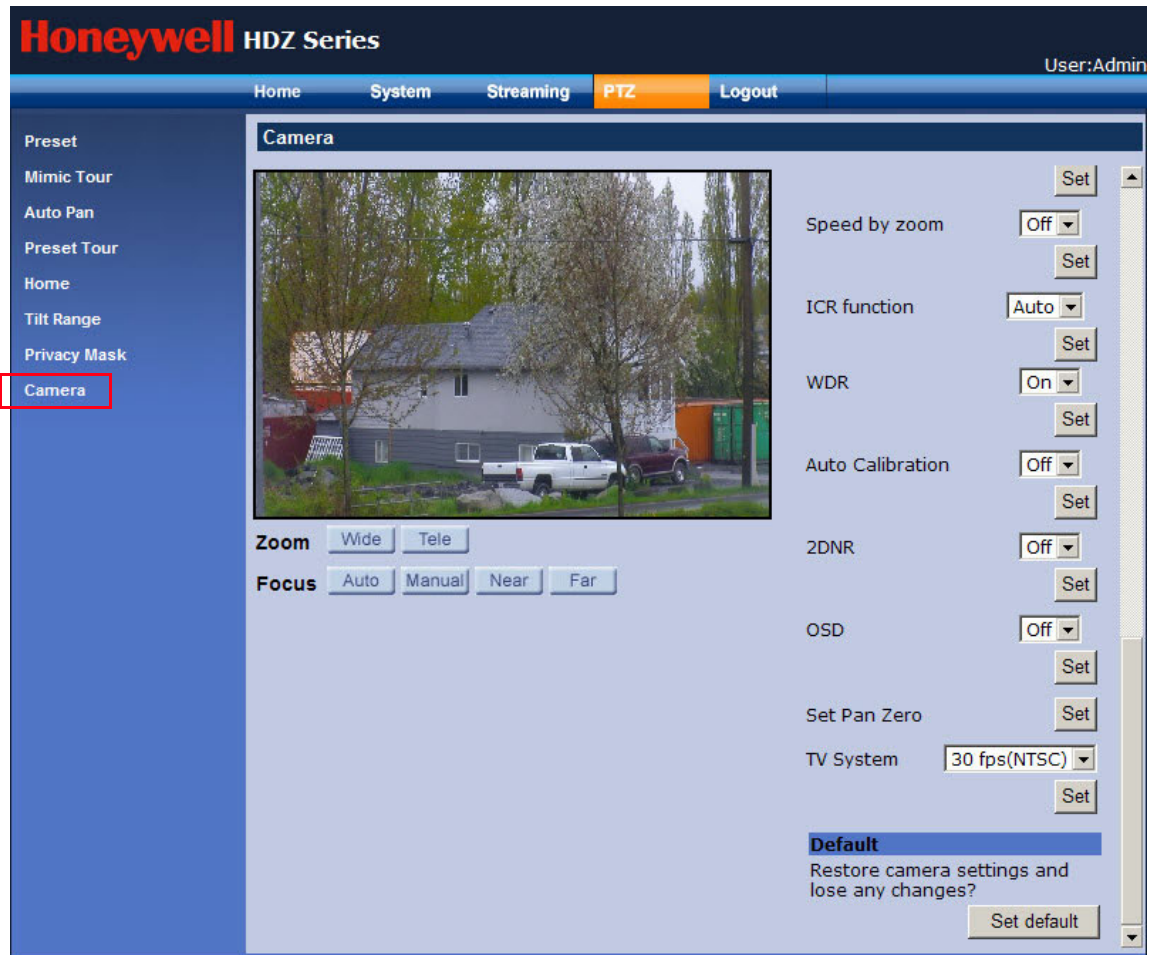 Honeywell HDZ Series
User:Admin
Home System Streaming PTZ Logout
Preset
Mimic Tour
Auto Pan
Preset Tour
Home
Tilt Range
Privacy Mask
Camera
Camera
Zoom Wide Tele
Focus Auto Manual Near Far
Set
Speed by zoom Off
Set
ICR function Auto
Set
WDR On
Set
Auto Calibration Off
Set
2DNR Off
Set
OSD Off
Set
Set Pan Zero Set
TV System 30 fps(NTSC)
Set
Default
Restore camera settings and
lose any changes?
Set default